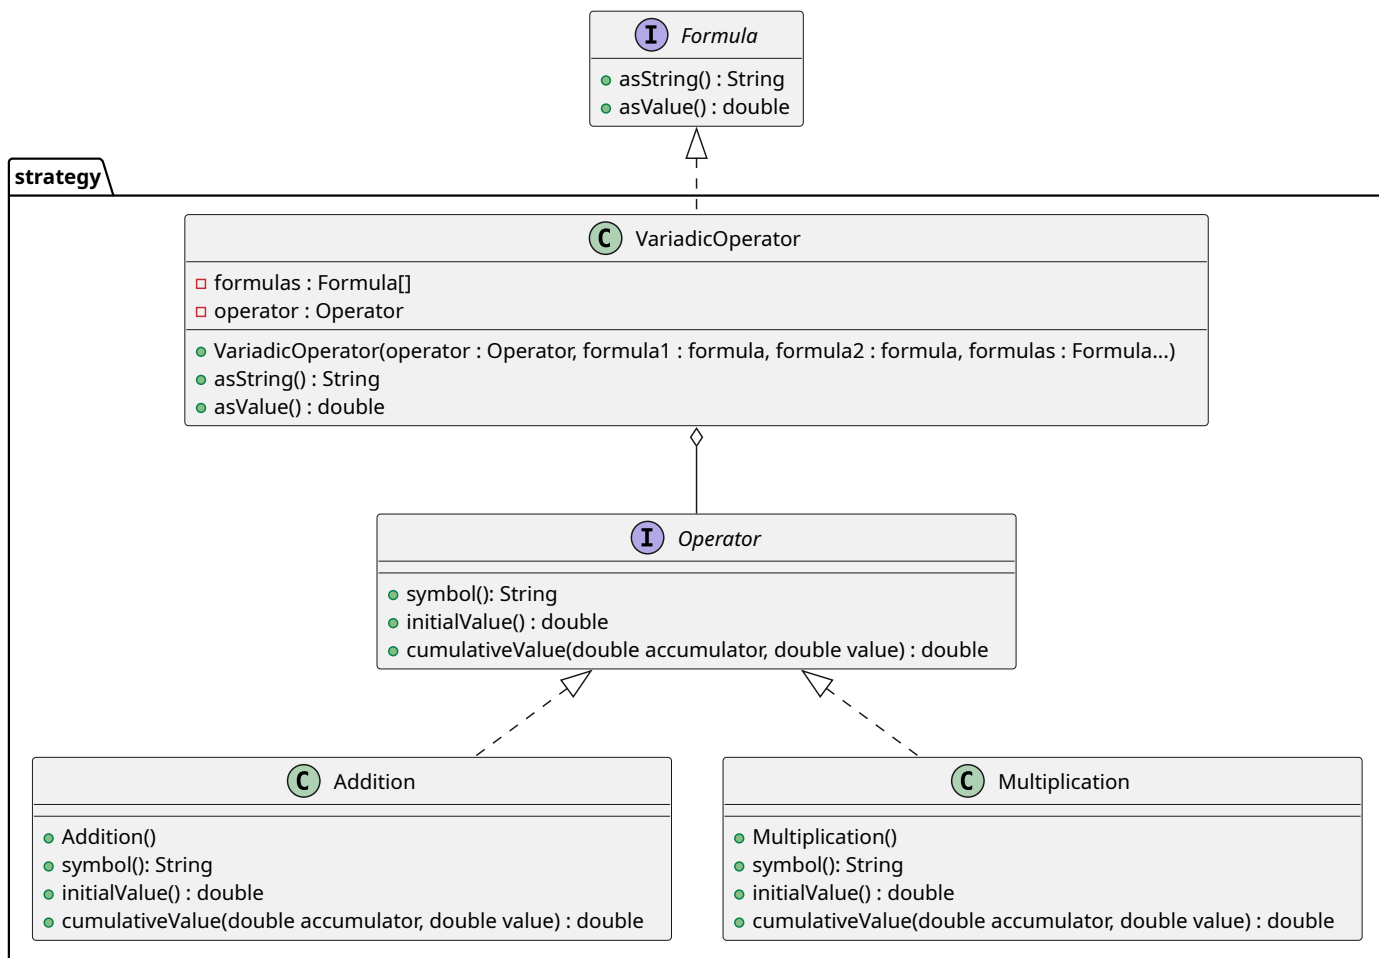 I Formula
asString() : String
asValue() : double
strategy
C VariadicOperator
formulas : Formula[]
operator : Operator
VariadicOperator(operator : Operator, formula1 : formula, formula2 : formula, formulas : Formula...)
asString() : String
asValue() : double
I Operator
symbol(): String
initialValue() : double
cumulativeValue(double accumulator, double value) : double
C Addition
Addition()
symbol(): String
initialValue() : double
cumulativeValue(double accumulator, double value) : double
C Multiplication
Multiplication()
symbol(): String
initialValue() : double
cumulativeValue(double accumulator, double value) : double